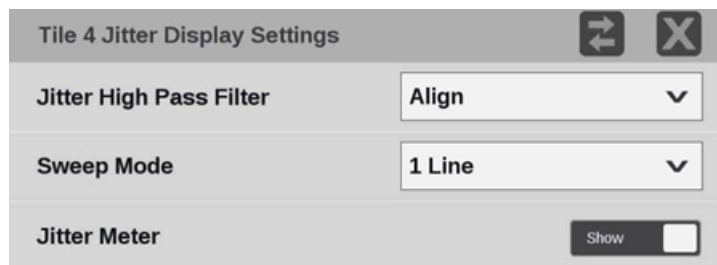 Tile 4 Jitter Display Settings
Jitter High Pass Filter Align
Sweep Mode 1 Line
Jitter Meter Show